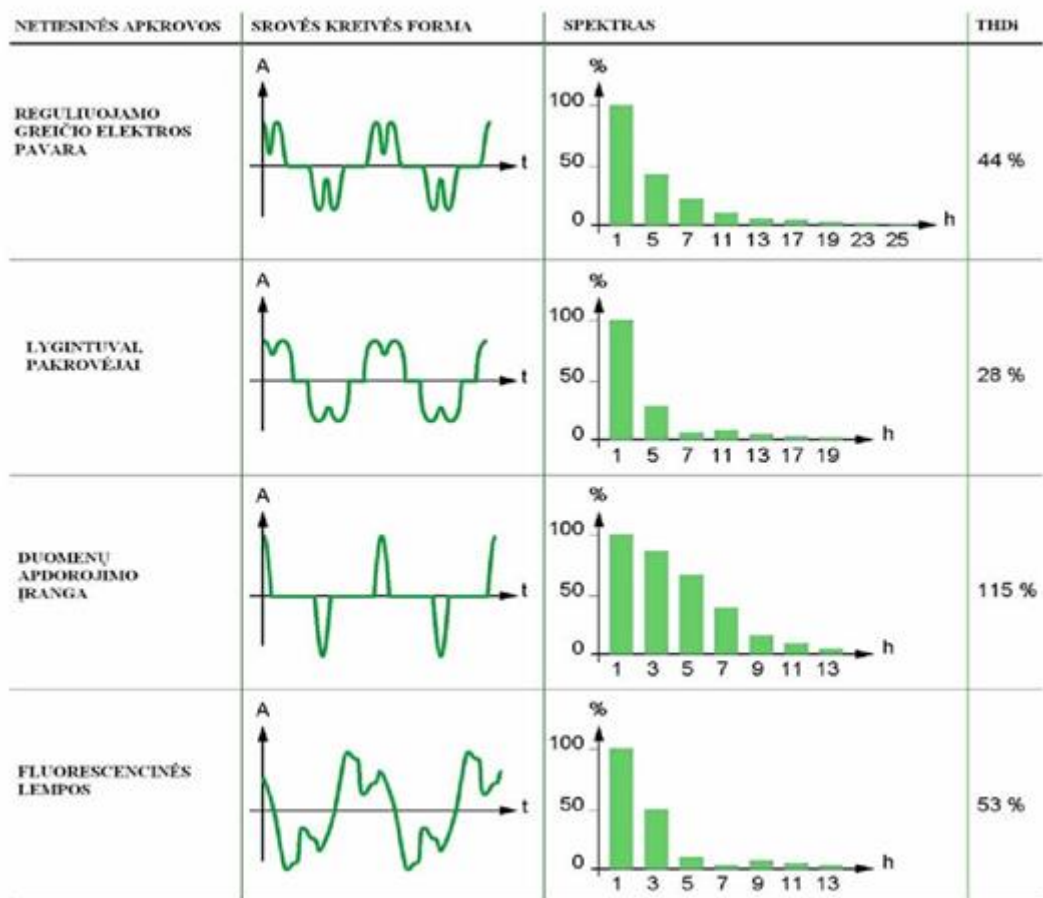 NETIESINĖS APKROVOS SROVĖS KREIVĖS FORMA SPEKTRAS THDi
REGULIUOJAMO
GREIČIO ELEKTROS
PAVARA
A
t
%
100
50
0
1 5 7 11 13 17 19 23 25
h
44 %
LYGINTUVAI,
PAKROVĖJAI
A
t
%
100
50
0
1 5 7 11 13 17 19
h
28 %
DUOMENŲ
APDOROJIMO
ĮRANGA
A
t
%
100
50
0
1 3 5 7 9 11 13
h
115 %
FLUORESCENCINĖS
LEMPOS
A
t
%
100
50
0
1 3 5 7 9 11 13
h
53 %